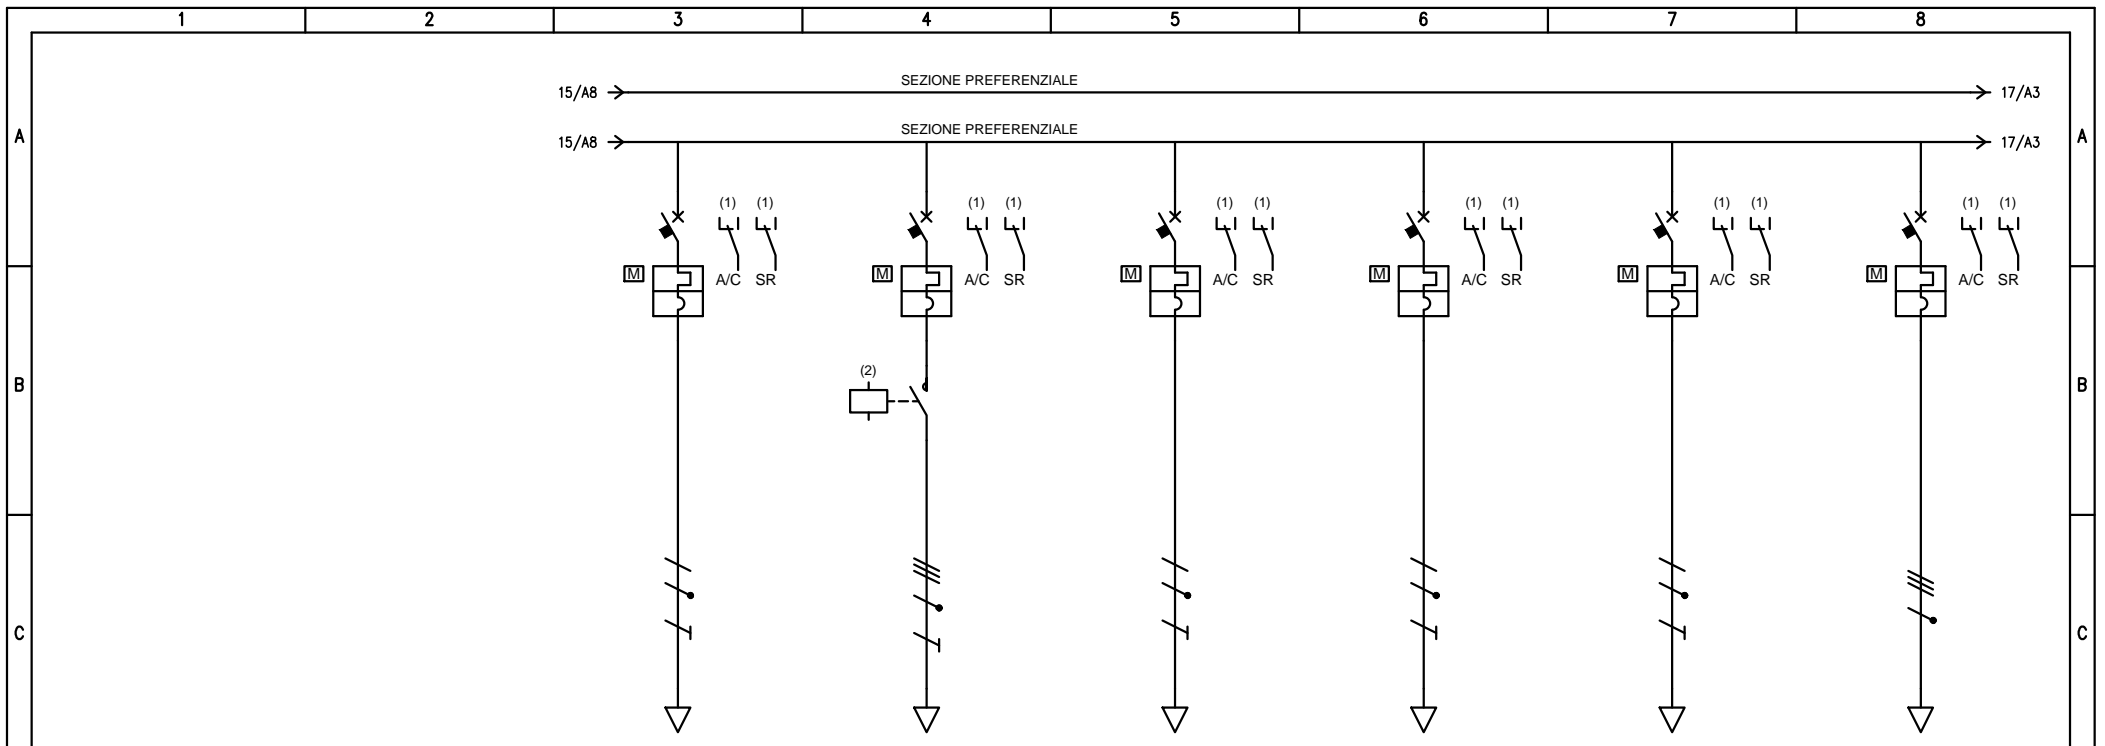 1 2 3 4 5 6 7 8
SEZIONE PREFERENZIALE
15/A8 17/A3
SEZIONE PREFERENZIALE
A 15/A8 17/A3 A
(1) (1) (1) (1) (1) (1) (1) (1) (1) (1) (1) (1)
M A/C SR M A/C SR M A/C SR M A/C SR M A/C SR M A/C SR
(2)
B B
C C